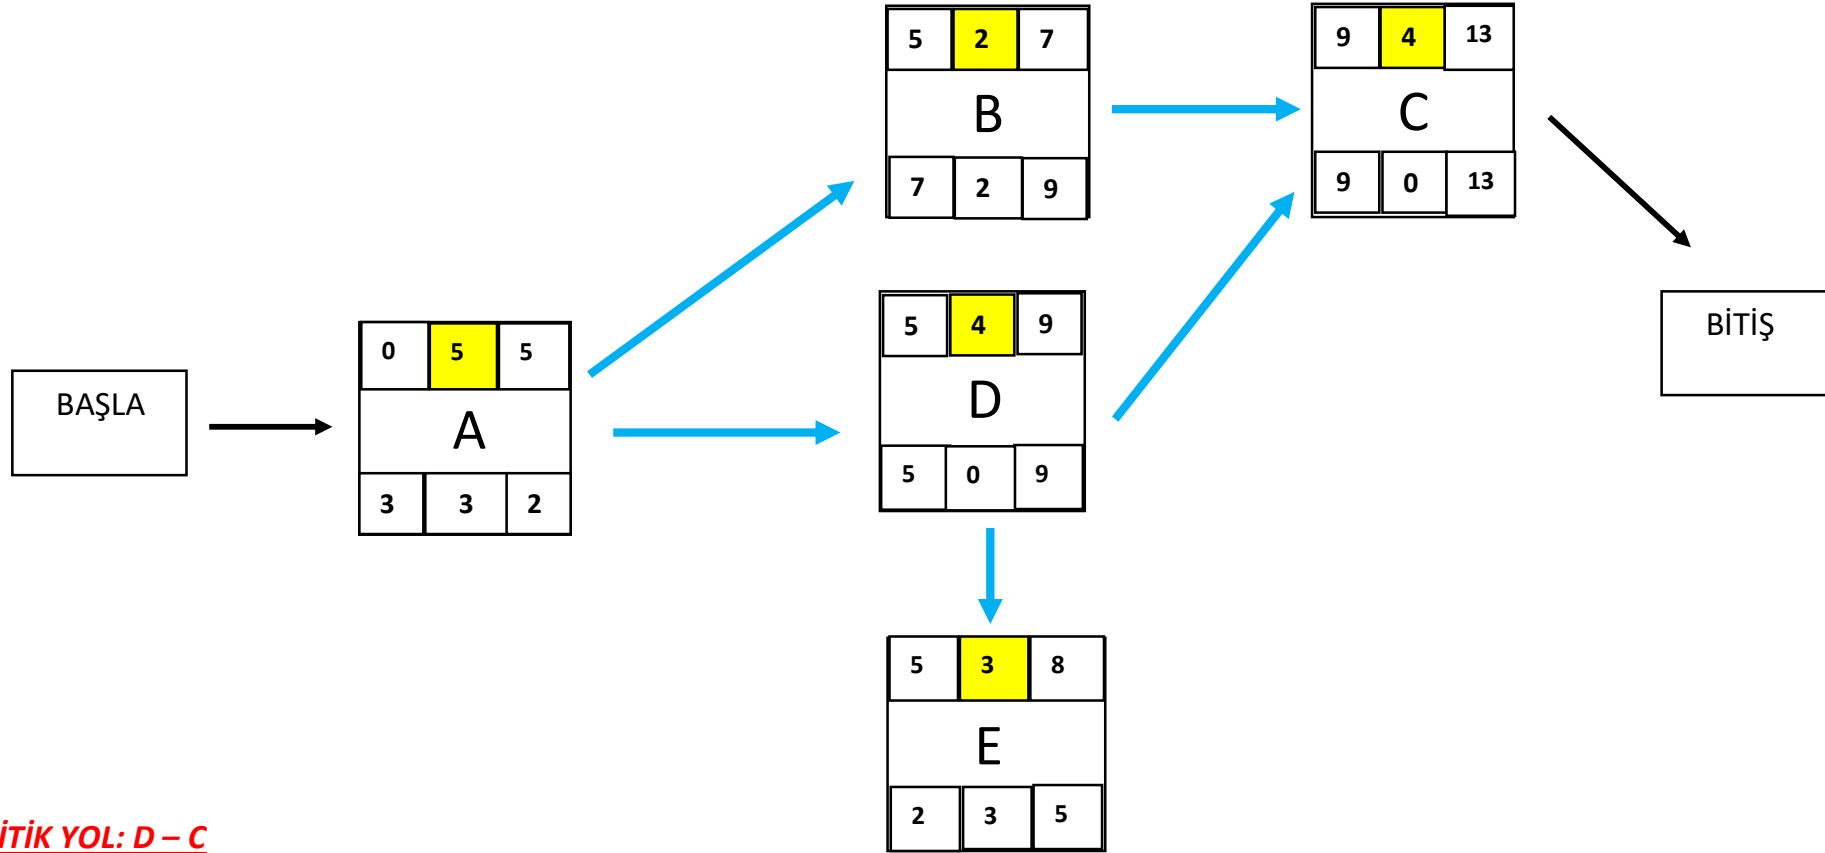 5 2 7
B
7 2 9
9 4 13
C
9 0 13
BAŞLA
0 5 5
A
3 3 2
5 4 9
D
5 0 9
BİTİŞ
5 3 8
E
2 3 5
İTİK YOL: D – C